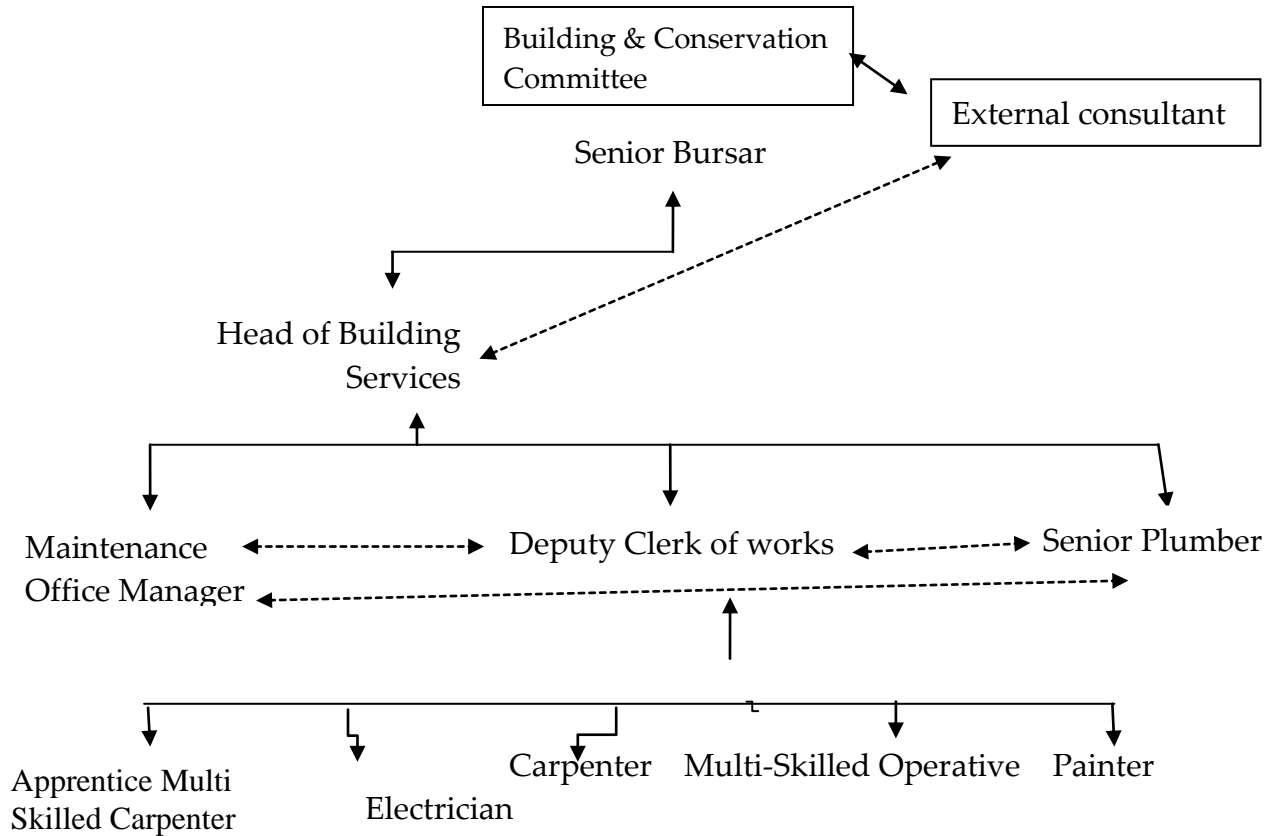 Building & Conservation
Committee
External consultant
Senior Bursar
Head of Building
Services
Maintenance
Office Manager
Deputy Clerk of works
Senior Plumber
Apprentice Multi
Skilled Carpenter
Electrician
Carpenter
Multi-Skilled Operative
Painter